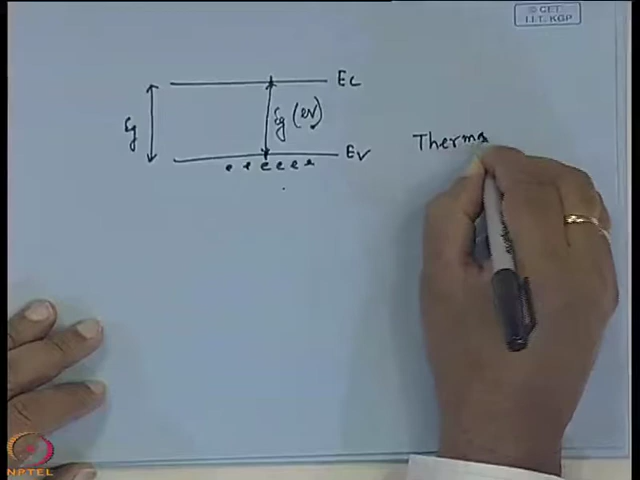 © CET
I.I.T. KGP
Ec
Eg
Eg (ev)
Ev
e e e e e e
Therma
NPTEL